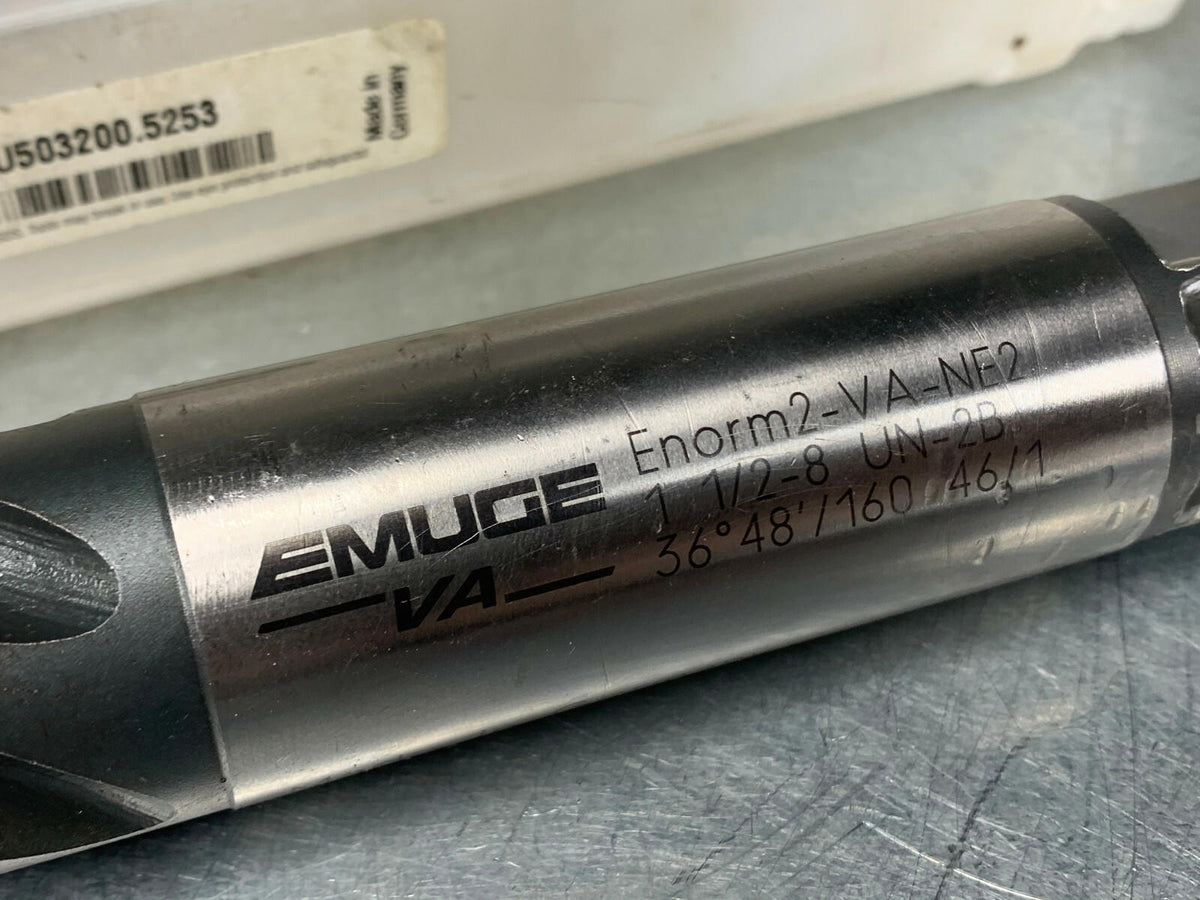 U503200.5253
Made in
Germany
EMUGE
VA
Enorm2-VA-NE2
1 1/2-8 UN-2B
36°48'/160 46/1